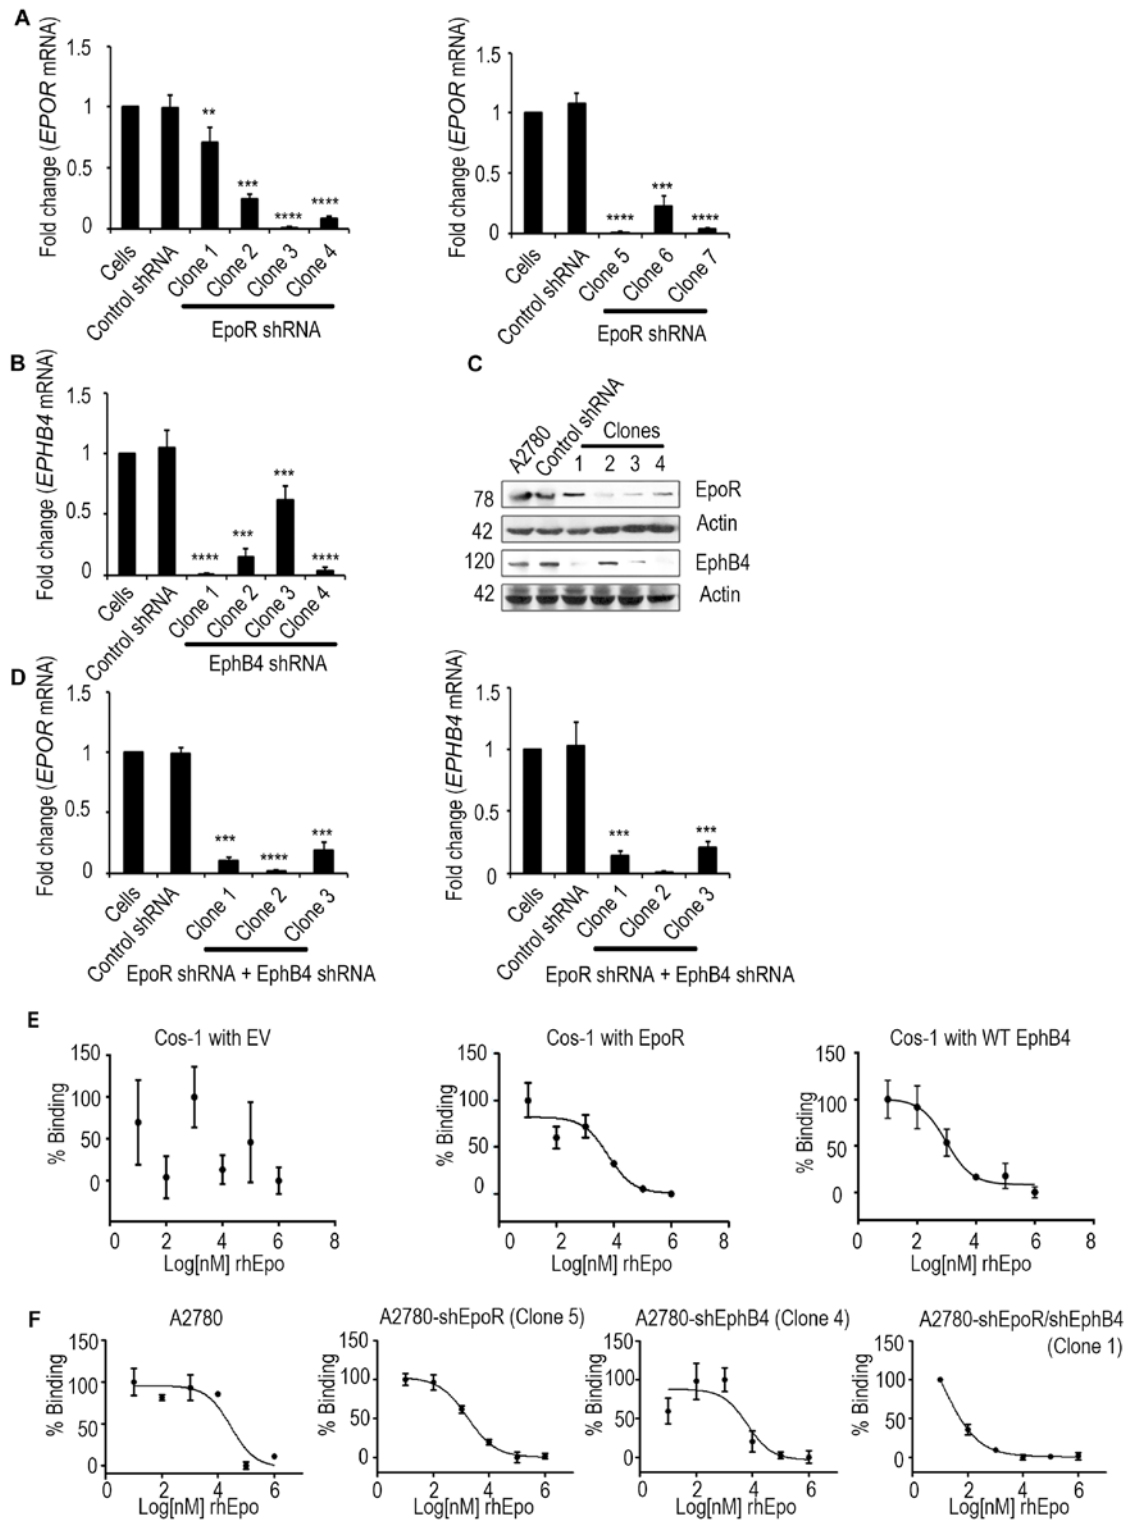 A
Fold change (EPOR mRNA)
1.5
1
0.5
0
** *** **** ****
Cells
Control shRNA
Clone 1
Clone 2
Clone 3
Clone 4
EpoR shRNA
Fold change (EPOR mRNA)
1.5
1
0.5
0
**** *** ****
Cells
Control shRNA
Clone 5
Clone 6
Clone 7
EpoR shRNA
B
Fold change (EPHB4 mRNA)
1.5
1
0.5
0
**** *** *** ****
Cells
Control shRNA
Clone 1
Clone 2
Clone 3
Clone 4
EphB4 shRNA
C
A2780
Control shRNA
Clones
1 2 3 4
78 EpoR
42 Actin
120 EphB4
42 Actin
D
Fold change (EPOR mRNA)
1.5
1
0.5
0
*** **** ***
Cells
Control shRNA
Clone 1
Clone 2
Clone 3
EpoR shRNA + EphB4 shRNA
Fold change (EPHB4 mRNA)
1.5
1
0.5
0
*** ***
Cells
Control shRNA
Clone 1
Clone 2
Clone 3
EpoR shRNA + EphB4 shRNA
E
Cos-1 with EV
% Binding
150
100
50
0
0 2 4 6 8
Log[nM] rhEpo
Cos-1 with EpoR
% Binding
150
100
50
0
0 2 4 6 8
Log[nM] rhEpo
Cos-1 with WT EphB4
% Binding
150
100
50
0
0 2 4 6 8
Log[nM] rhEpo
F
A2780
% Binding
150
100
50
0
0 2 4 6
Log[nM] rhEpo
A2780-shEpoR (Clone 5)
% Binding
150
100
50
0
0 2 4 6
Log[nM] rhEpo
A2780-shEphB4 (Clone 4)
% Binding
150
100
50
0
0 2 4 6
Log[nM] rhEpo
A2780-shEpoR/shEphB4
(Clone 1)
% Binding
150
100
50
0
0 2 4 6
Log[nM] rhEpo